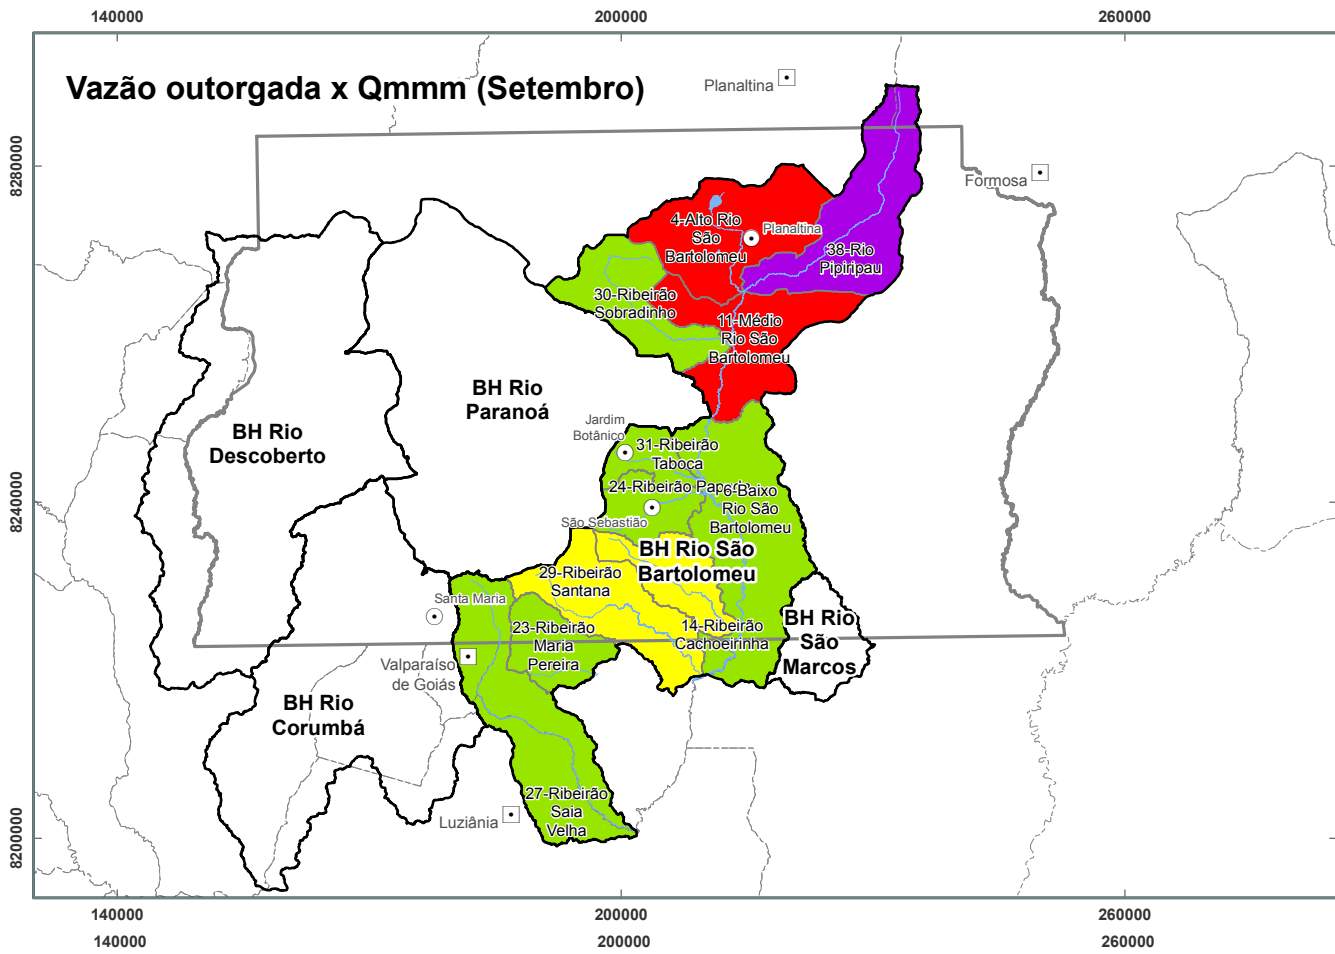 140000
200000
260000
Vazão outorgada x Qmmm (Setembro)
Planaltina
8280000
8280000
Formosa
4-Alto Rio
São
Bartolomeu
Planaltina
38-Rio
Pipiripau
30-Ribeirão
Sobradinho
11-Médio
Rio São
Bartolomeu
BH Rio
Paranoá
BH Rio
Descoberto
Jardim
Botânico
31-Ribeirão
Taboca
24-Ribeirão
6-Baixo
Rio São
Bartolomeu
8240000
São Sebastião
BH Rio São
Bartolomeu
29-Ribeirão
Santana
Santa Maria
23-Ribeirão
Maria
Pereira
14-Ribeirão
Cachoeirinha
BH Rio
São
Marcos
Valparaíso
de Goiás
BH Rio
Corumbá
27-Ribeirão
Saia
Velha
Luziânia
8200000
140000
200000
260000
140000
200000
260000